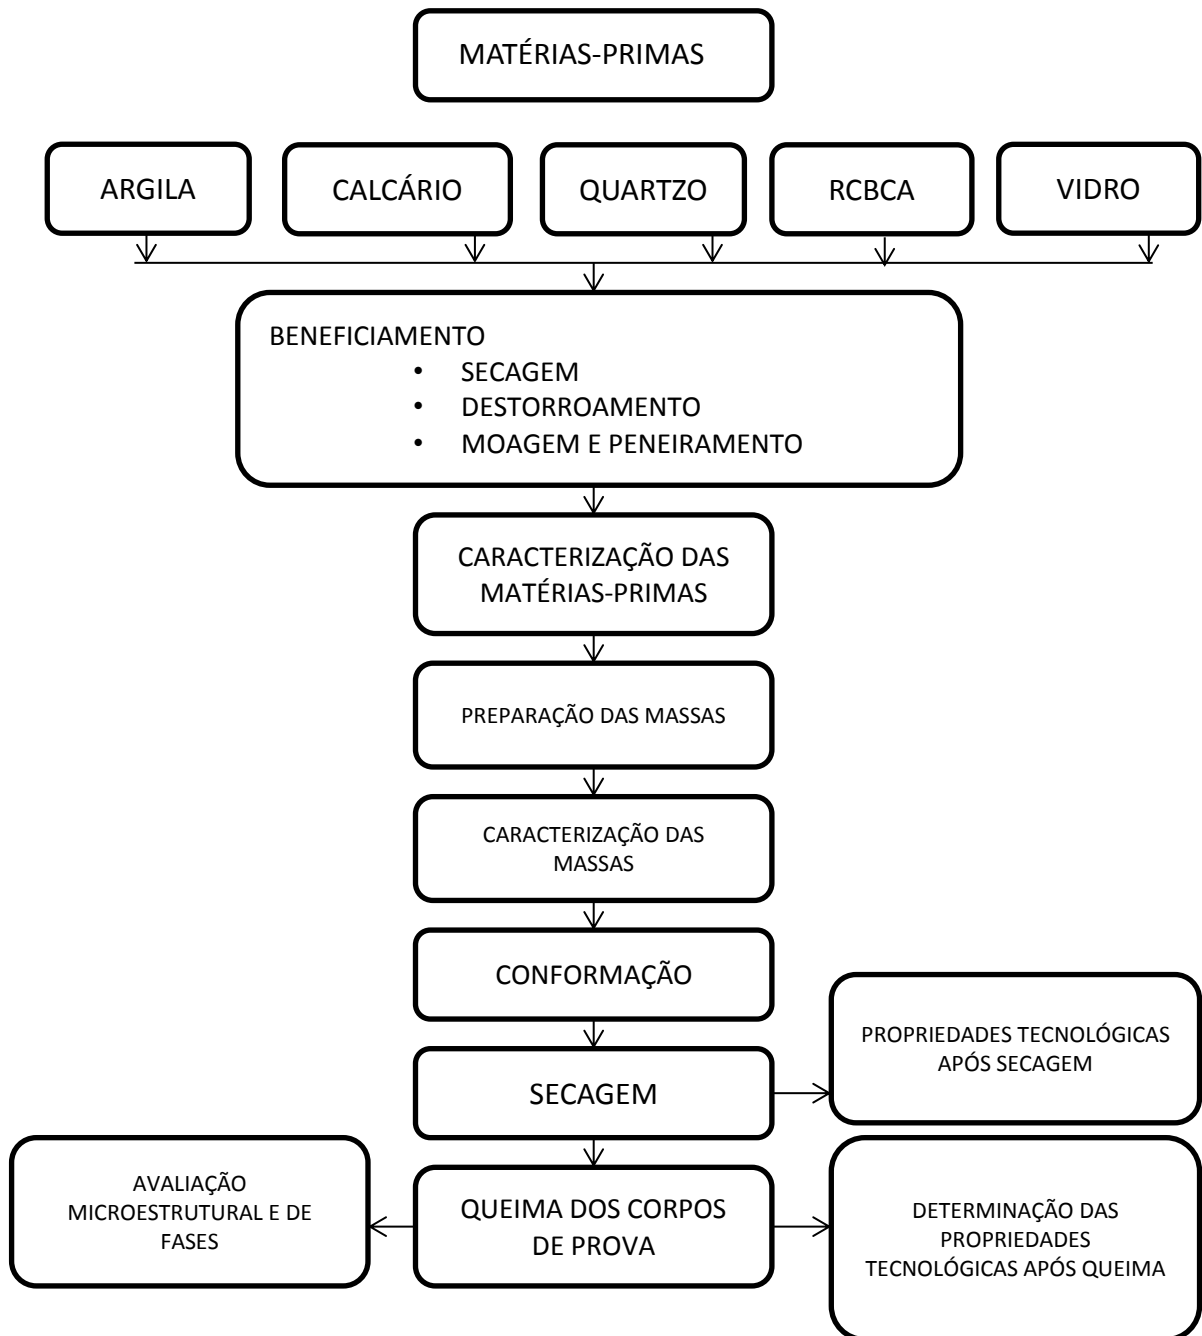 MATÉRIAS-PRIMAS
ARGILA
CALCÁRIO
QUARTZO
RCBCA
VIDRO
BENEFICIAMENTO
• SECAGEM
• DESTORROAMENTO
• MOAGEM E PENEIRAMENTO
CARACTERIZAÇÃO DAS
MATÉRIAS-PRIMAS
PREPARAÇÃO DAS MASSAS
CARACTERIZAÇÃO DAS
MASSAS
CONFORMAÇÃO
SECAGEM
PROPRIEDADES TECNOLÓGICAS
APÓS SECAGEM
AVALIAÇÃO
MICROESTRUTURAL E DE
FASES
QUEIMA DOS CORPOS
DE PROVA
DETERMINAÇÃO DAS
PROPRIEDADES
TECNOLÓGICAS APÓS QUEIMA